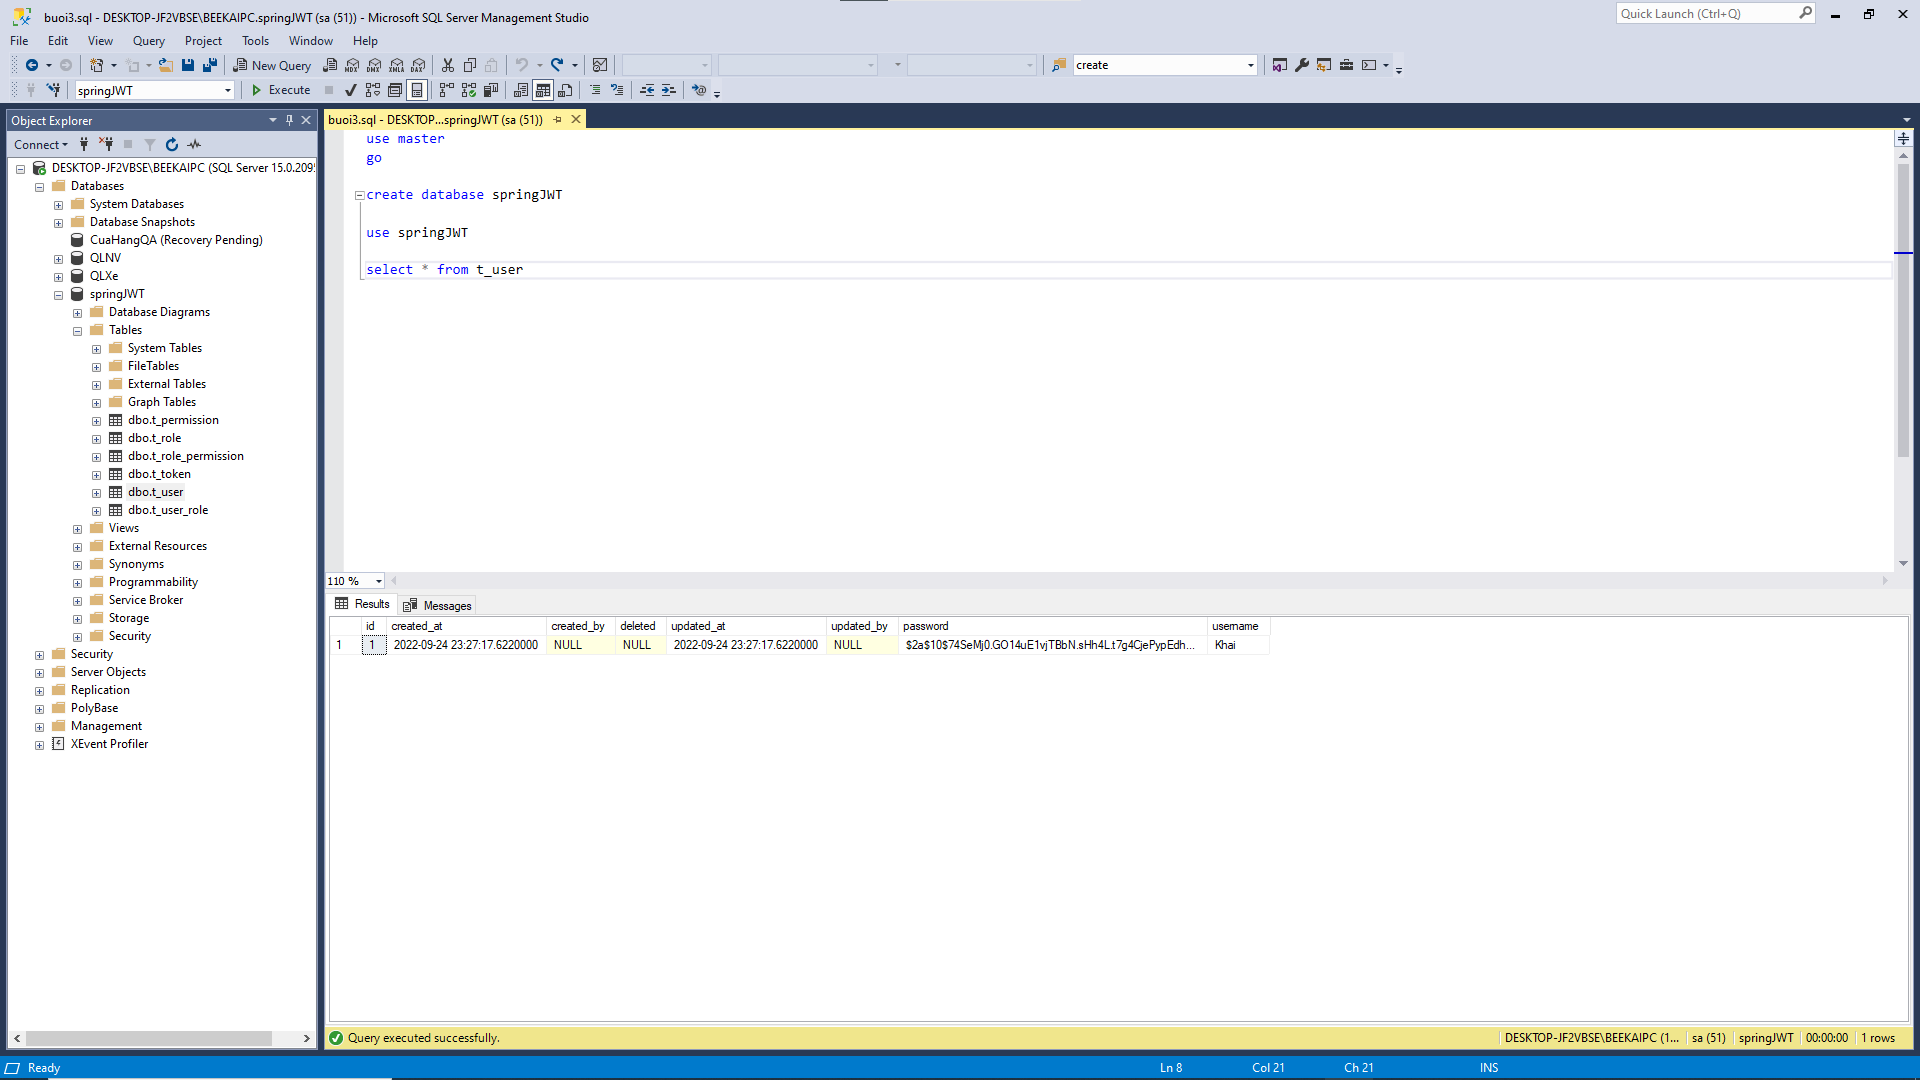 buoi3.sql - DESKTOP-JF2VBSE\BEEKAIPC.springJWT (sa (51)) - Microsoft SQL Server Management Studio
Quick Launch (Ctrl+Q)
File Edit View Query Project Tools Window Help
New Query MDX DMX XMLA DAX create
springJWT Execute
Object Explorer
Connect
DESKTOP-JF2VBSE\BEEKAIPC (SQL Server 15.0.209
Databases
System Databases
Database Snapshots
CuaHangQA (Recovery Pending)
QLNV
QLXe
springJWT
Database Diagrams
Tables
System Tables
FileTables
External Tables
Graph Tables
dbo.t_permission
dbo.t_role
dbo.t_role_permission
dbo.t_token
dbo.t_user
dbo.t_user_role
Views
External Resources
Synonyms
Programmability
Service Broker
Storage
Security
Security
Server Objects
Replication
PolyBase
Management
XEvent Profiler
buoi3.sql - DESKTOP...springJWT (sa (51))
use master
go
create database springJWT
use springJWT
select * from t_user
110 %
Results Messages
id created_at created_by deleted updated_at updated_by password username
1 1 2022-09-24 23:27:17.6220000 NULL NULL 2022-09-24 23:27:17.6220000 NULL $2a$10$74SeMj0.GO14uE1vjTBbN.sHh4L.t7g4CjePypEdh... Khai
Query executed successfully.
DESKTOP-JF2VBSE\BEEKAIPC (1... sa (51) springJWT 00:00:00 1 rows
Ready Ln 8 Col 21 Ch 21 INS